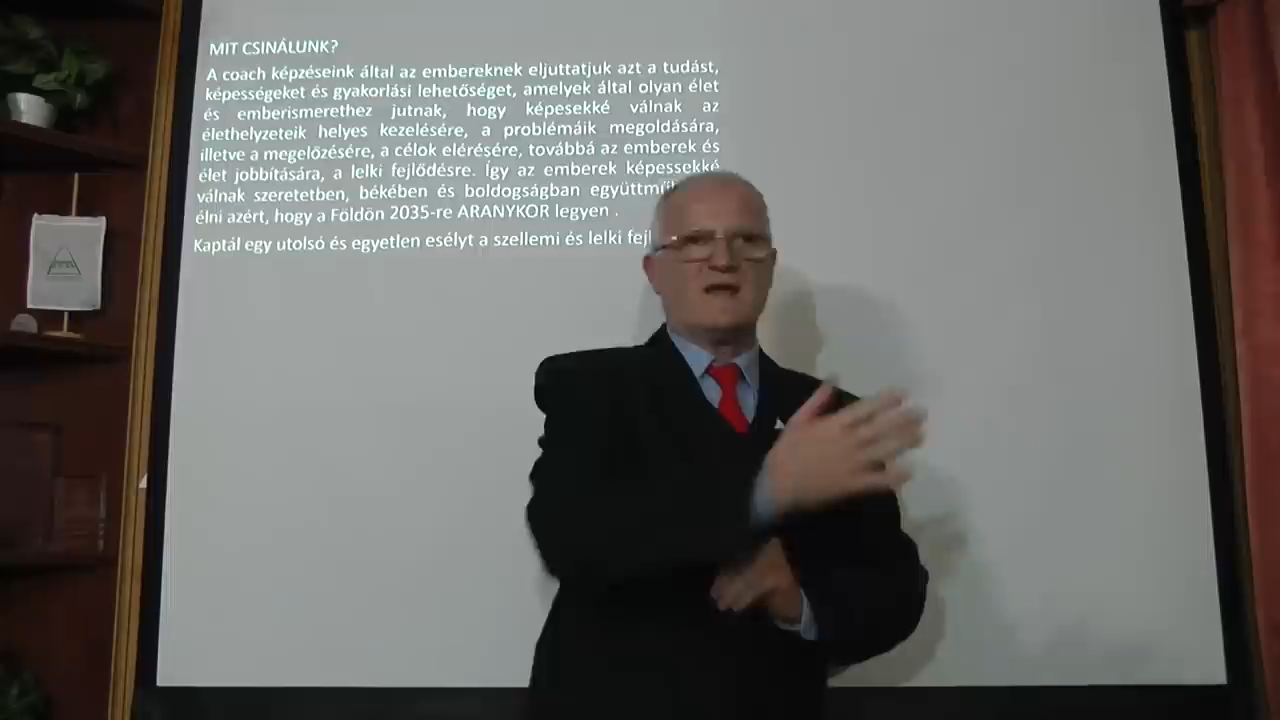 MIT CSINÁLUNK?
A coach képzéseink által az embereknek eljuttatjuk azt a tudást,
képességeket és gyakorlási lehetőséget, amelyek által olyan élet
és emberismerethez jutnak, hogy képesekké válnak az
élethelyzeteik helyes kezelésére, a problémáik megoldására,
illetve a megelőzésére, a célok elérésére, továbbá az emberek és
élet jobbítására, a lelki fejlődésre. Így az emberek képessekké
válnak szeretetben, békében és boldogságban
élni azért, hogy a Földön 2035-re ARANYKOR legyen .
Kaptál egy utolsó és egyetlen esélyt a szellemi és lelki